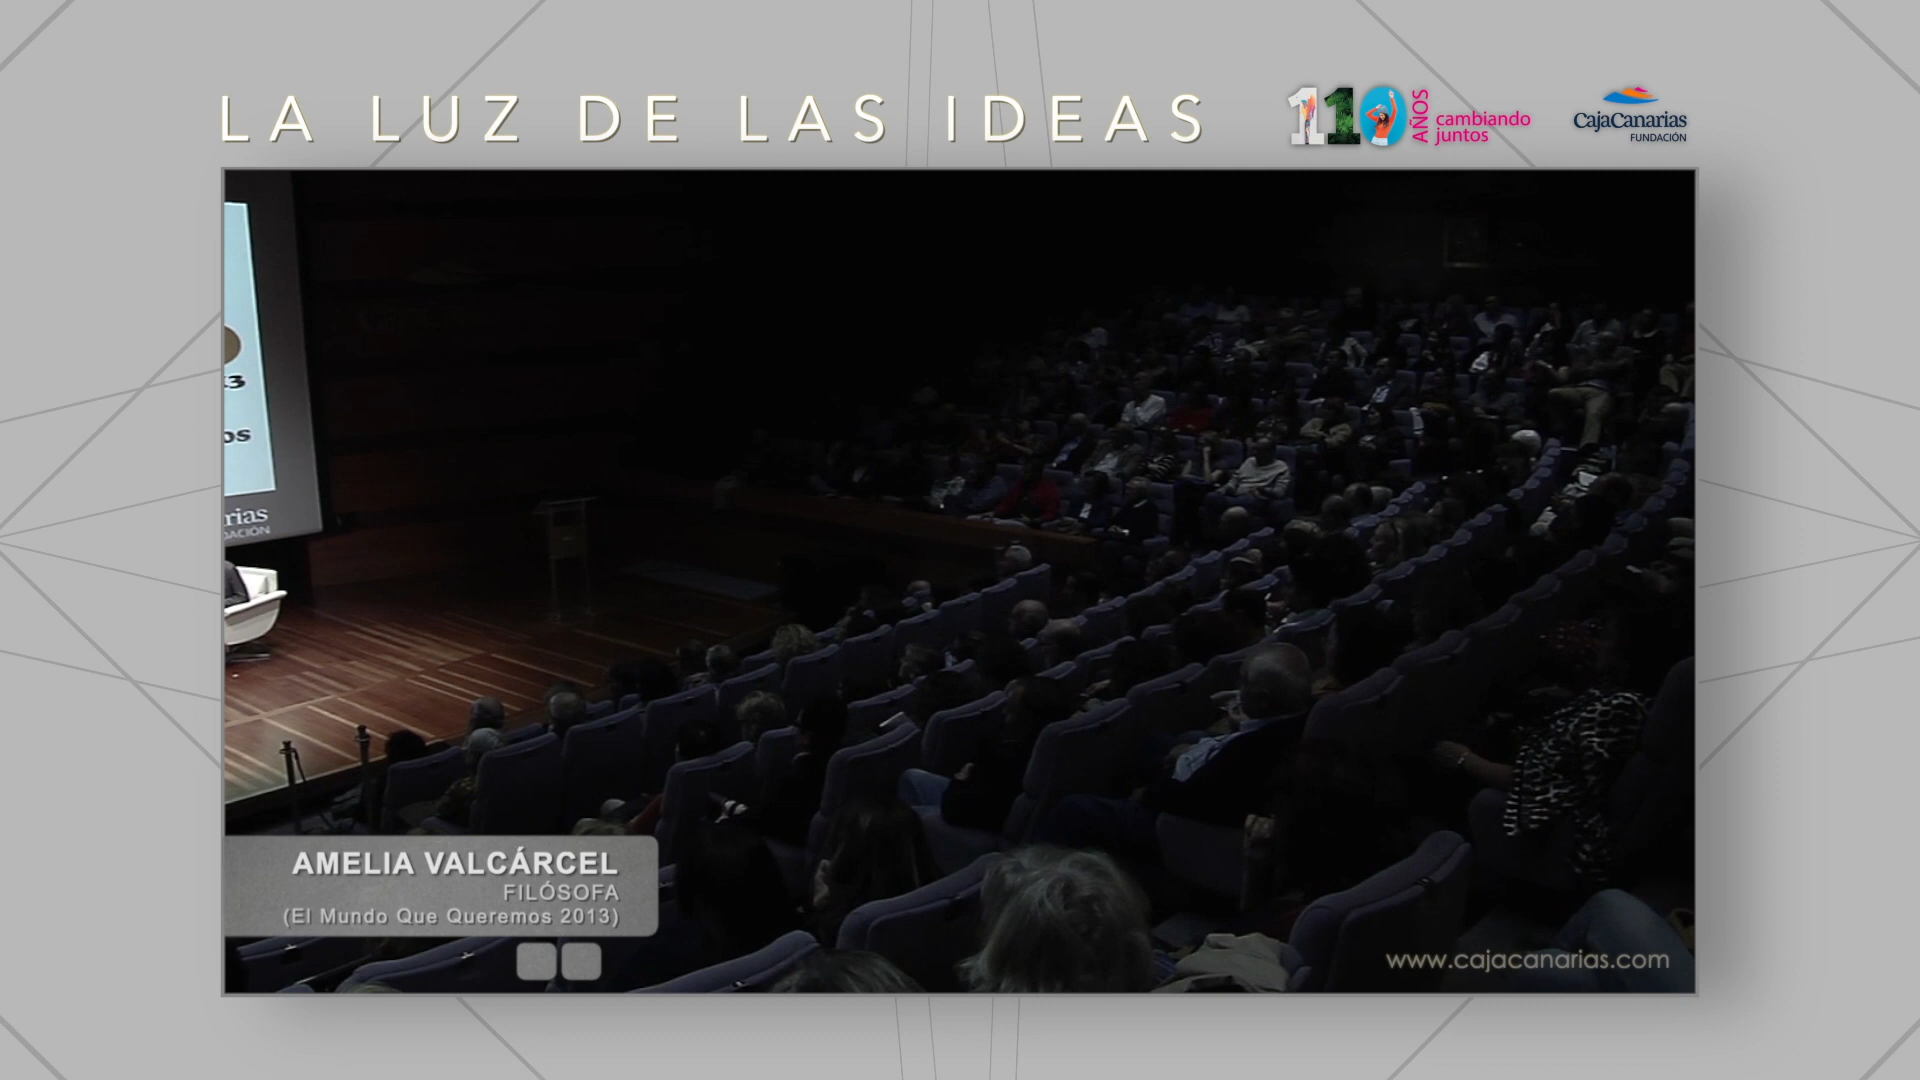 LA LUZ DE LAS IDEAS
110 AÑOS
cambiando
juntos
CajaCanarias
FUNDACIÓN
AMELIA VALCÁRCEL
FILÓSOFA
(El Mundo Que Queremos 2013)
www.cajacanarias.com